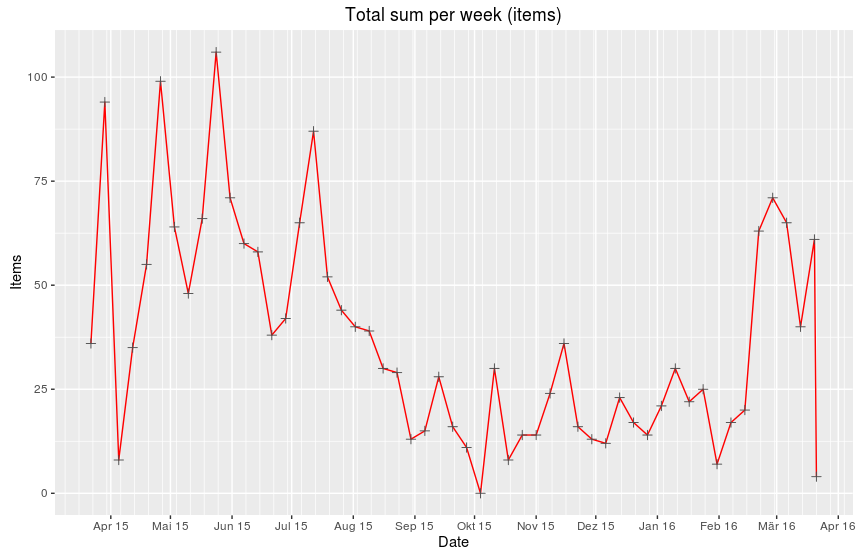 Total sum per week (items)
100
75
50
25
0
Items
Apr 15 Mai 15 Jun 15 Jul 15 Aug 15 Sep 15 Okt 15 Nov 15 Dez 15 Jan 16 Feb 16 Mär 16 Apr 16
Date